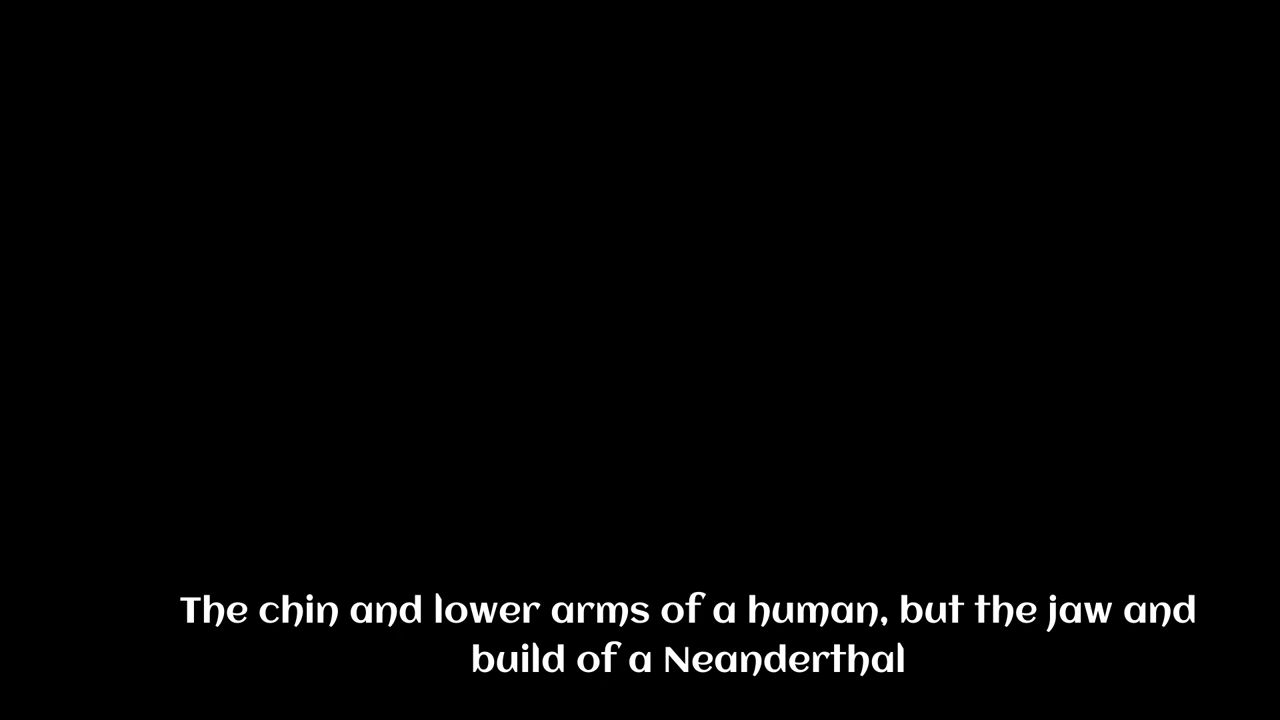 The chin and lower arms of a human, but the jaw and
build of a Neanderthal